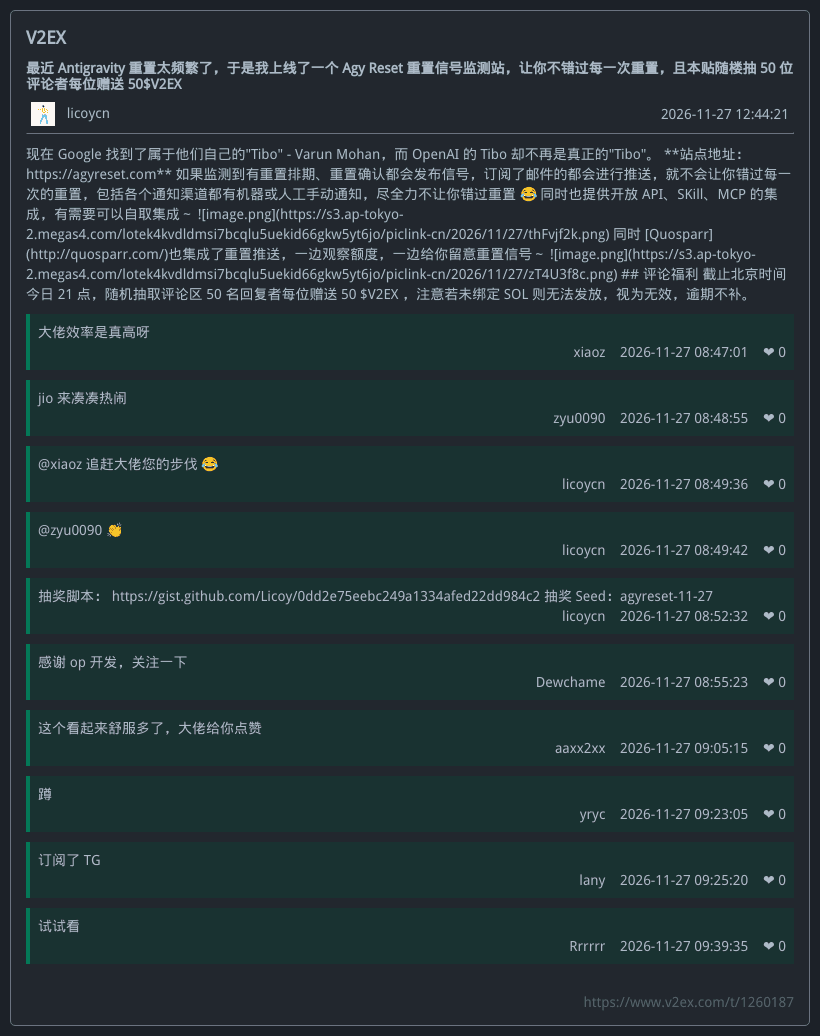 V2EX
最近 Antigravity 重置太频繁了，于是我上线了一个 Agy Reset 重置信号监测站，让你不错过每一次重置，且本贴随楼抽 50 位
评论者每位赠送 50$V2EX
licoycn
2026-11-27 12:44:21
现在 Google 找到了属于他们自己的"Tibo" - Varun Mohan，而 OpenAI 的 Tibo 却不再是真正的"Tibo"。 **站点地址：
https://agyreset.com** 如果监测到有重置排期、重置确认都会发布信号，订阅了邮件的都会进行推送，就不会让你错过每一
次的重置，包括各个通知渠道都有机器或人工手动通知，尽全力不让你错过重置 😂 同时也提供开放 API、SKill、MCP 的集
成，有需要可以自取集成 ~ ![image.png](https://s3.ap-tokyo-
2.megas4.com/lotek4kvdldmsi7bcqlu5uekid66gkw5yt6jo/piclink-cn/2026/11/27/thFvjf2k.png) 同时 [Quosparr]
(http://quosparr.com/)也集成了重置推送，一边观察额度，一边给你留意重置信号 ~ ![image.png](https://s3.ap-tokyo-
2.megas4.com/lotek4kvdldmsi7bcqlu5uekid66gkw5yt6jo/piclink-cn/2026/11/27/zT4U3f8c.png) ## 评论福利 截止北京时间
今日 21 点，随机抽取评论区 50 名回复者每位赠送 50 $V2EX ，注意若未绑定 SOL 则无法发放，视为无效，逾期不补。
大佬效率是真高呀
xiaoz 2026-11-27 08:47:01 ❤ 0
jio 来凑凑热闹
zyu0090 2026-11-27 08:48:55 ❤ 0
@xiaoz 追赶大佬您的步伐 😂
licoycn 2026-11-27 08:49:36 ❤ 0
@zyu0090 👏
licoycn 2026-11-27 08:49:42 ❤ 0
抽奖脚本： https://gist.github.com/Licoy/0dd2e75eebc249a1334afed22dd984c2 抽奖 Seed：agyreset-11-27
licoycn 2026-11-27 08:52:32 ❤ 0
感谢 op 开发，关注一下
Dewchame 2026-11-27 08:55:23 ❤ 0
这个看起来舒服多了，大佬给你点赞
aaxx2xx 2026-11-27 09:05:15 ❤ 0
蹲
yryc 2026-11-27 09:23:05 ❤ 0
订阅了 TG
lany 2026-11-27 09:25:20 ❤ 0
试试看
Rrrrrr 2026-11-27 09:39:35 ❤ 0
https://www.v2ex.com/t/1260187